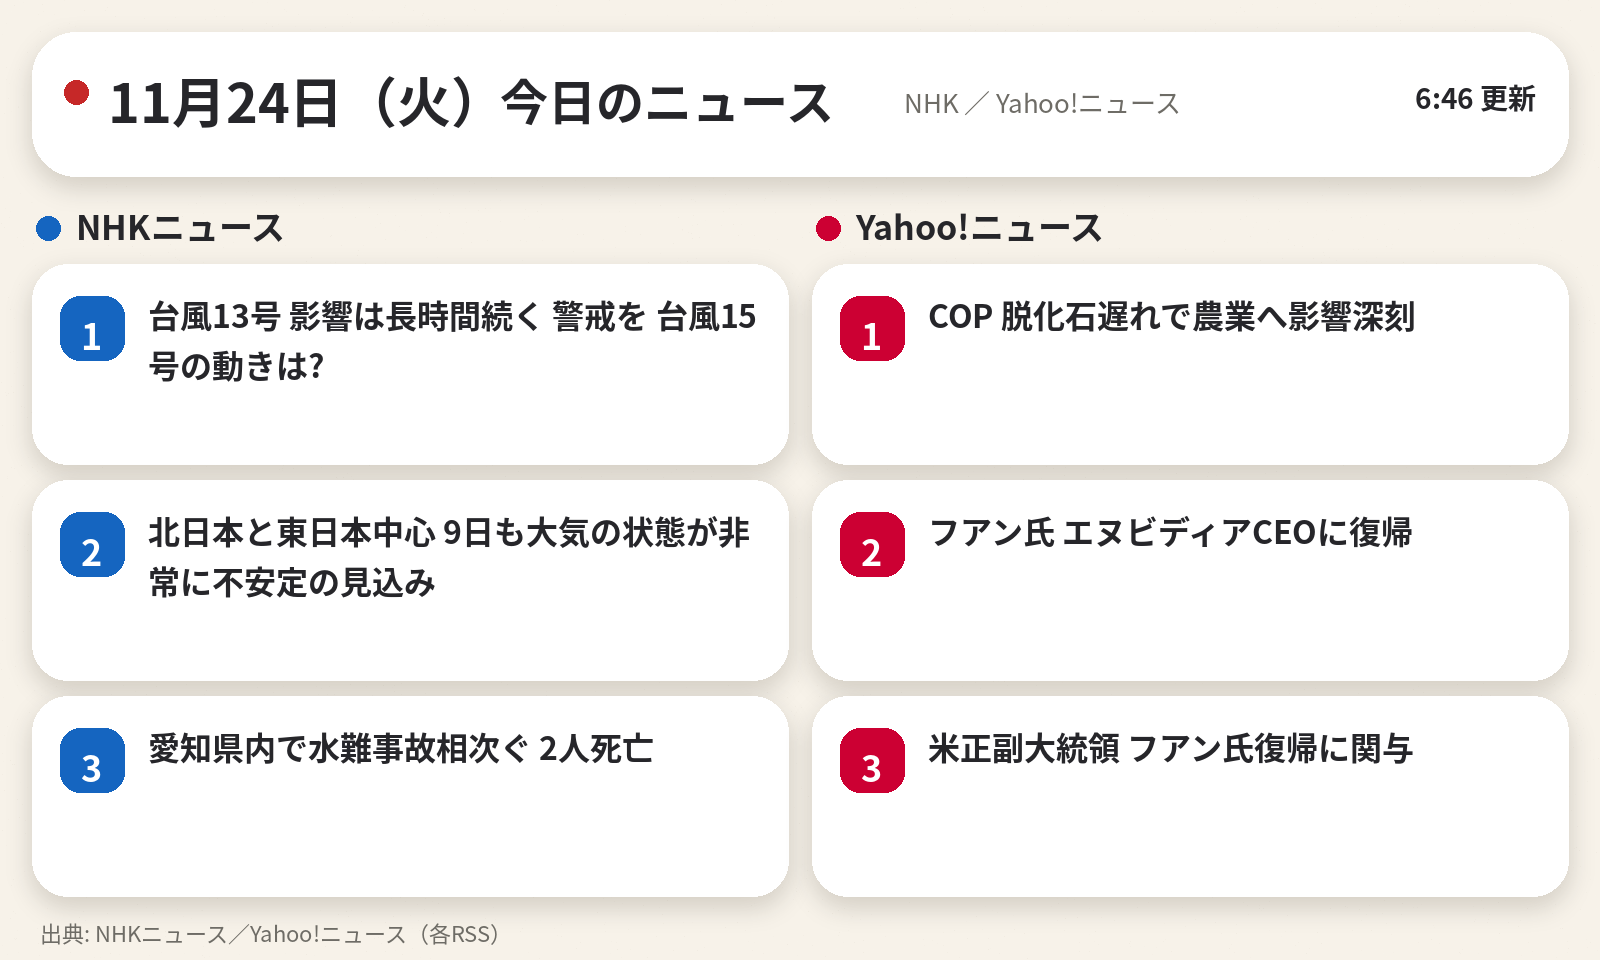 11月24日（火）今日のニュース
NHK ／ Yahoo!ニュース
6:46 更新
NHKニュース
1
台風13号 影響は長時間続く 警戒を 台風15
号の動きは?
2
北日本と東日本中心 9日も大気の状態が非
常に不安定の見込み
3
愛知県内で水難事故相次ぐ 2人死亡
Yahoo!ニュース
1
COP 脱化石遅れで農業へ影響深刻
2
フアン氏 エヌビディアCEOに復帰
3
米正副大統領 フアン氏復帰に関与
出典: NHKニュース／Yahoo!ニュース（各RSS）